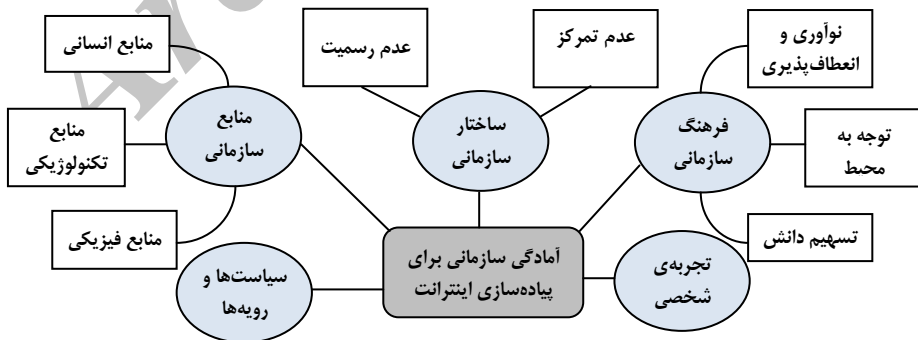 نوآوری و
انعطاف‌پذیری
عدم تمرکز
عدم رسمیت
منابع انسانی
فرهنگ
سازمانی
ساختار
سازمانی
منابع
سازمانی
توجه به
محیط
منابع
تکنولوژیکی
تسهیم دانش
منابع فیزیکی
تجربه‌ی
شخصی
آمادگی سازمانی برای
پیاده‌سازی اینترانت
سیاست‌ها و
رویه‌ها